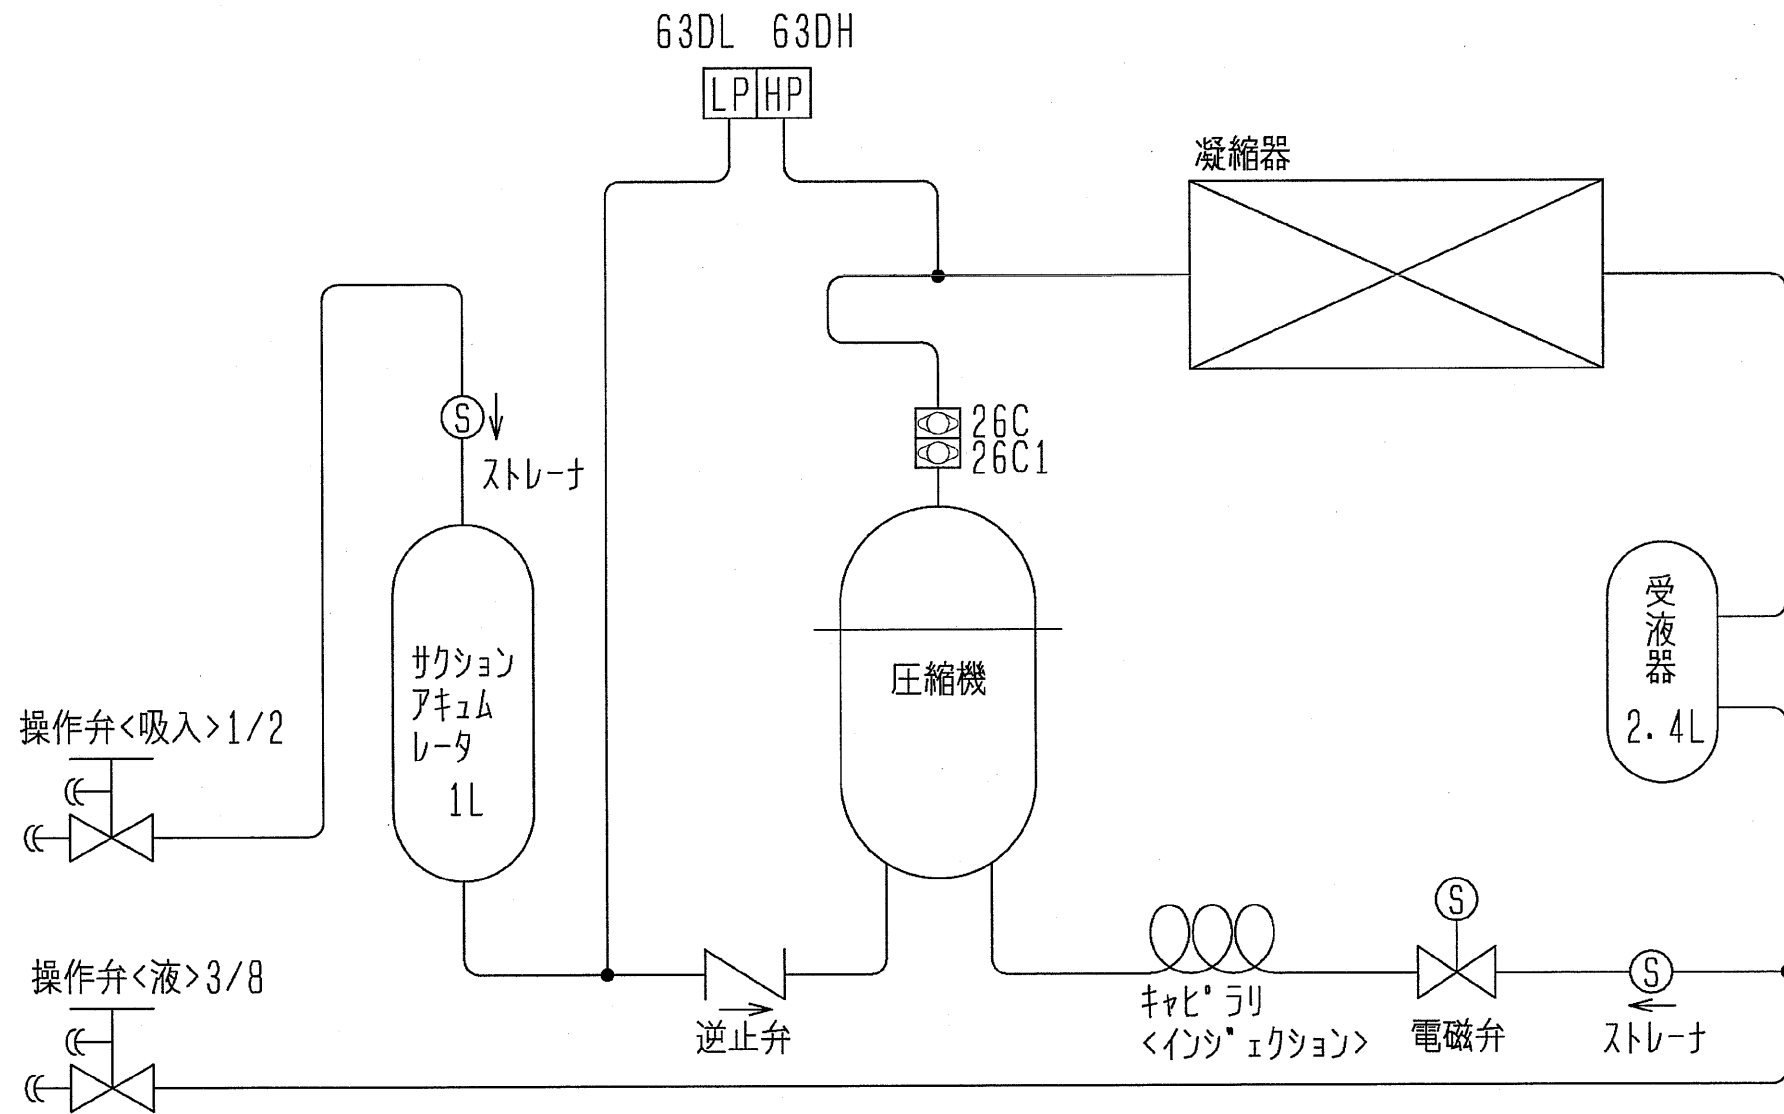 63DL 63DH
LP HP
凝縮器
S
ストレーナ
26C
26C1
サクション
アキュム
レータ
1L
圧縮機
受液器
2.4L
操作弁<吸入>1/2
操作弁<液>3/8
逆止弁
キャピラリ
<インジェクション>
S
電磁弁
S
ストレーナ